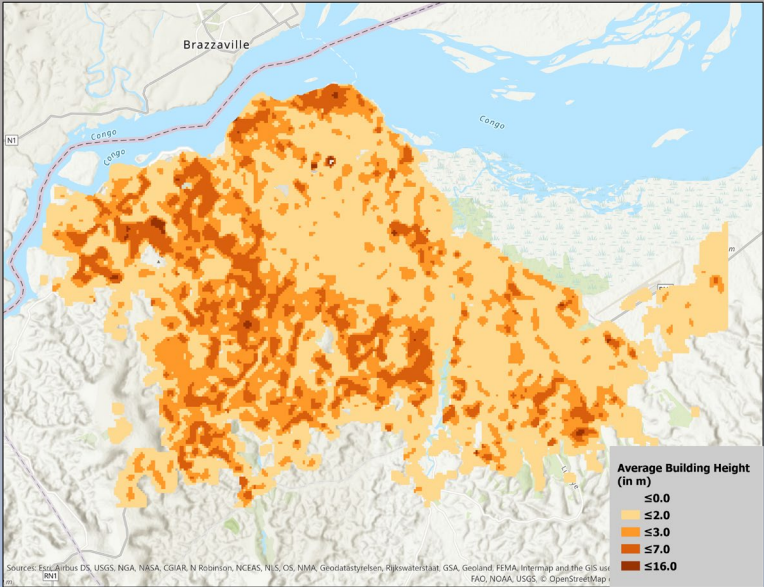 Brazzaville
Congo
N1
Congo
Congo
m
Average Building Height
(in m)
≤0.0
≤2.0
≤3.0
≤7.0
≤16.0
Sources: Esri, Airbus DS, USGS, NGA, NASA, CGIAR, N Robinson, NCEAS, NLS, OS, NMA, Geodatastyrelsen, Rijkswaterstaat, GSA, Geoland, FEMA, Intermap and the GIS
m.
RN1
FAO, NOAA, USGS, © OpenStreetMap